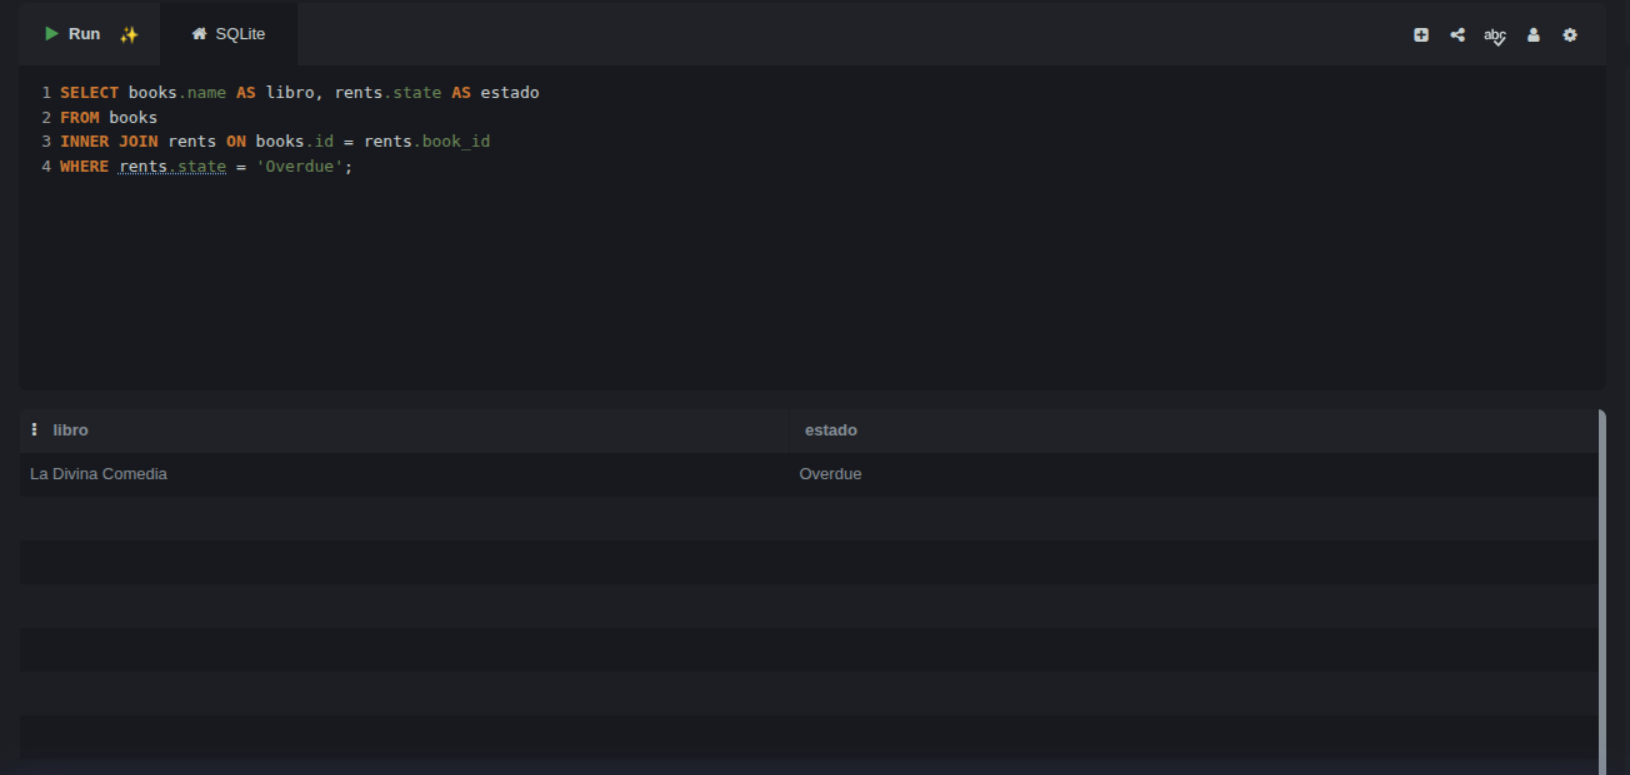 Run SQLite abc
1 SELECT books.name AS libro, rents.state AS estado
2 FROM books
3 INNER JOIN rents ON books.id = rents.book_id
4 WHERE rents.state = 'Overdue';
libro estado
La Divina Comedia Overdue